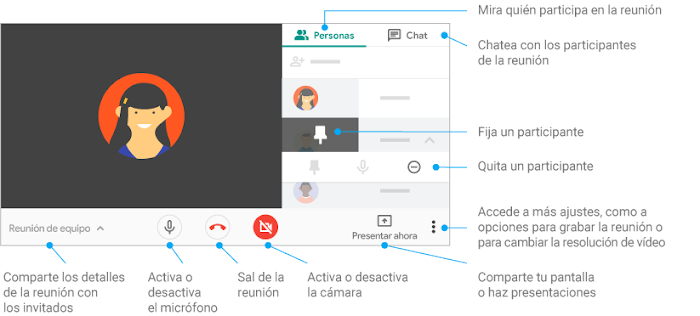 Mira quién participa en la reunión
Personas
Chat
Chatea con los participantes
de la reunión
Fija un participante
Quita un participante
Accede a más ajustes, como a
opciones para grabar la reunión o
para cambiar la resolución de vídeo
Reunión de equipo
Presentar ahora
Comparte los detalles
de la reunión con
los invitados
Activa o
desactiva
el micrófono
Sal de la
reunión
Activa o desactiva
la cámara
Comparte tu pantalla
o haz presentaciones